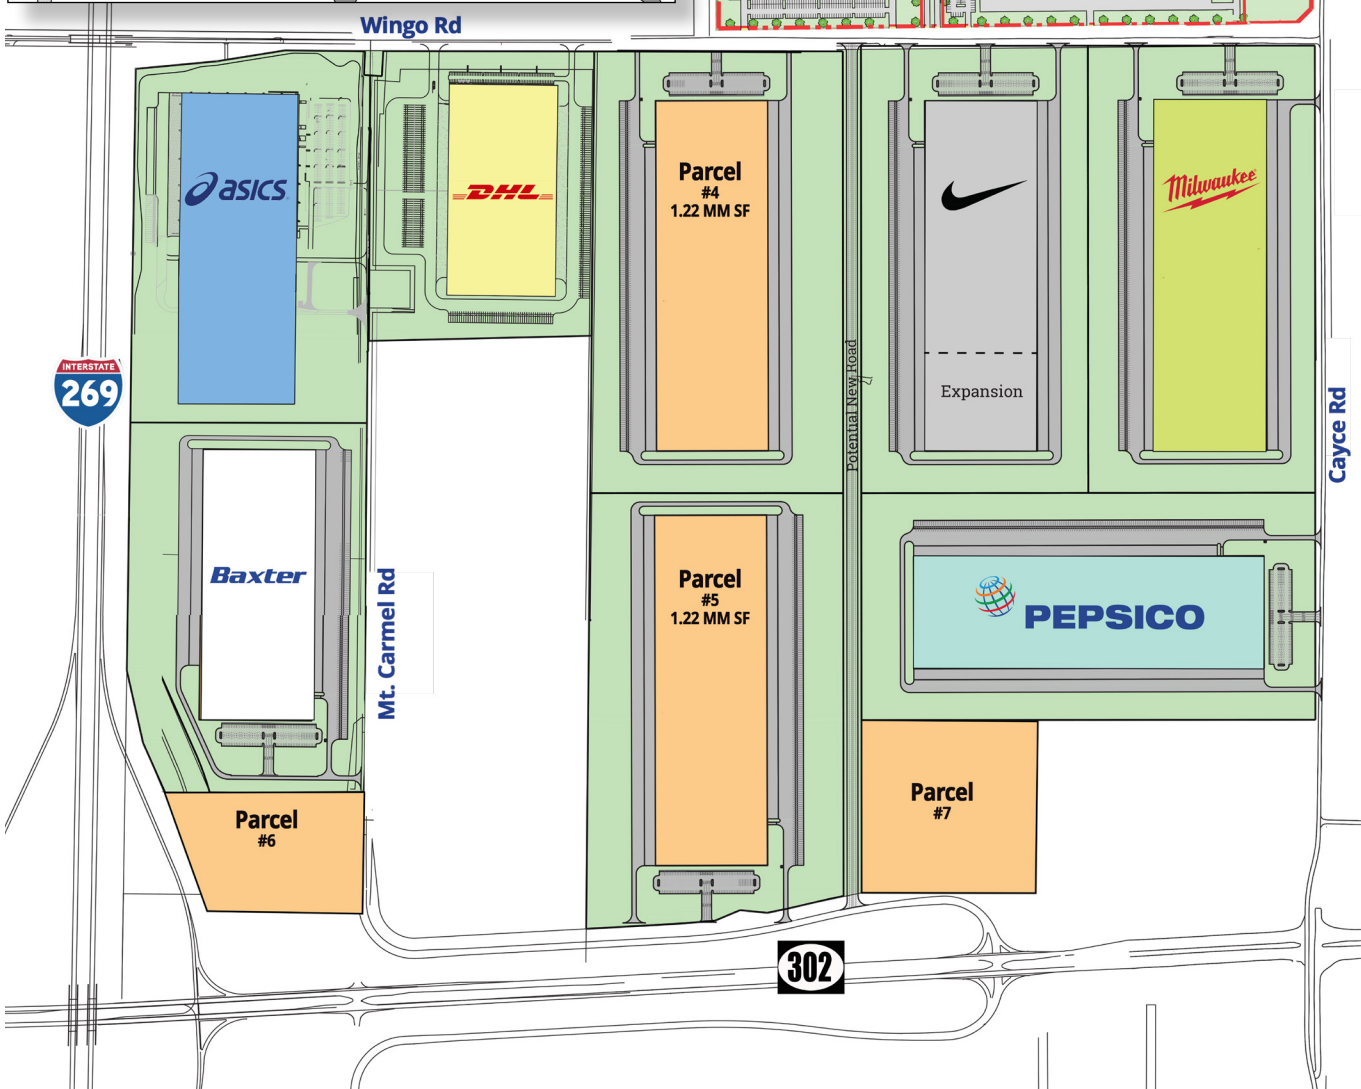 Wingo Rd
asics
DHL
Parcel
#4
1.22 MM SF
Milwaukee
INTERSTATE
269
Expansion
Potential New Road
Cayce Rd
Baxter
Mt. Carmel Rd
Parcel
#5
1.22 MM SF
PEPSICO
Parcel
#6
Parcel
#7
302